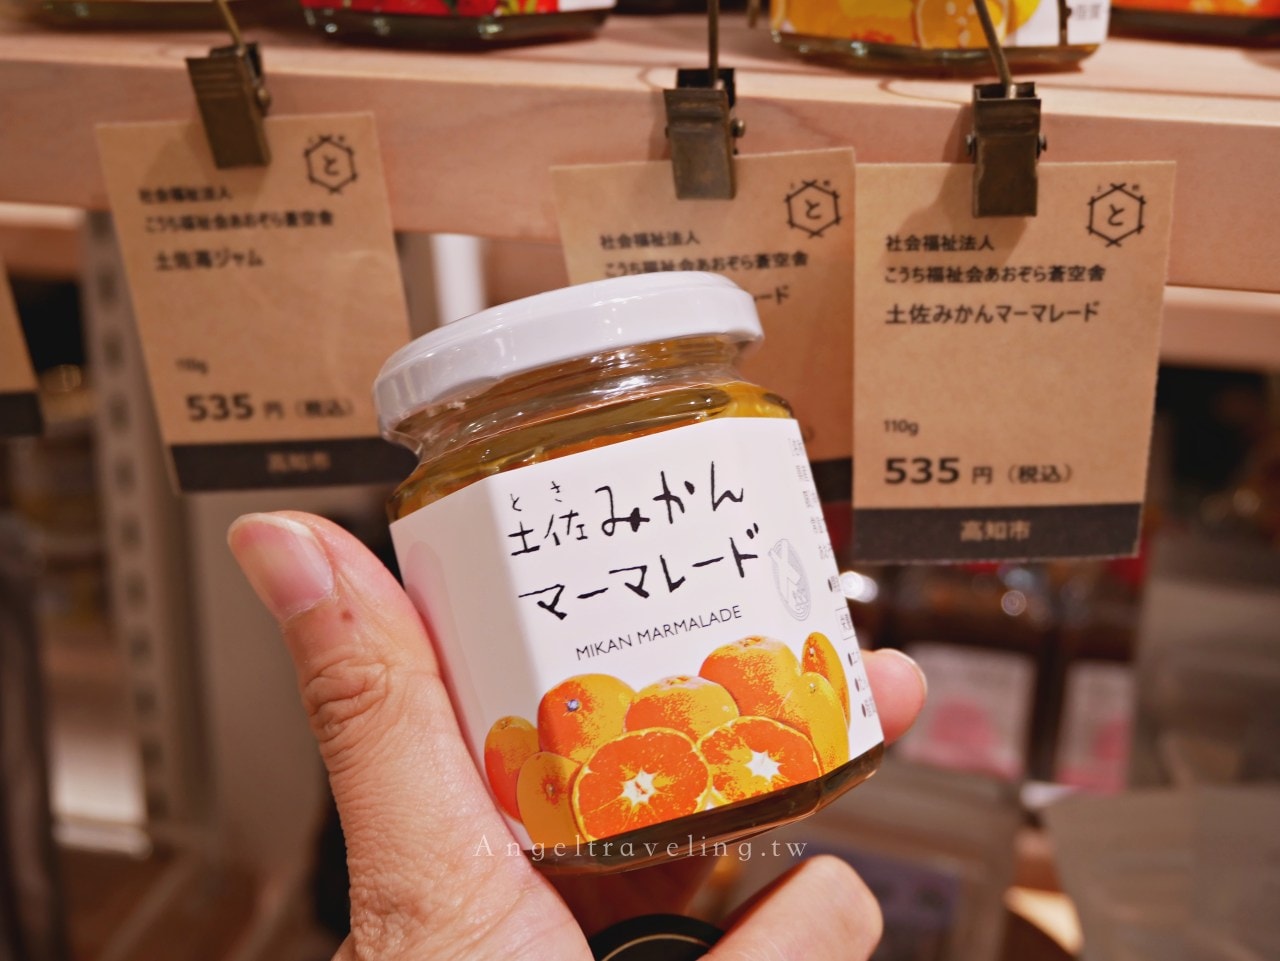 と
社会福祉法人
こうち福祉会あおぞら蒼空舎
土佐苺ジャム
110g
535 円 (税込)
高知市
と
社会福祉法人
こうち福祉会あおぞら蒼空舎
レード
と
社会福祉法人
こうち福祉会あおぞら蒼空舎
土佐みかんマーマレード
110g
535 円 (税込)
高知市
とさ
土佐みかん
マーマレード
MIKAN MARMALADE
Angeltraveling.tw